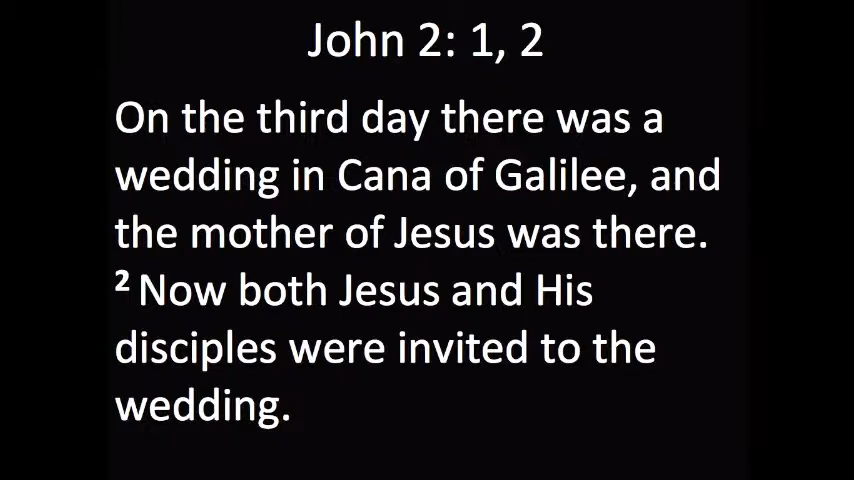 John 2: 1, 2
On the third day there was a
wedding in Cana of Galilee, and
the mother of Jesus was there.
² Now both Jesus and His
disciples were invited to the
wedding.